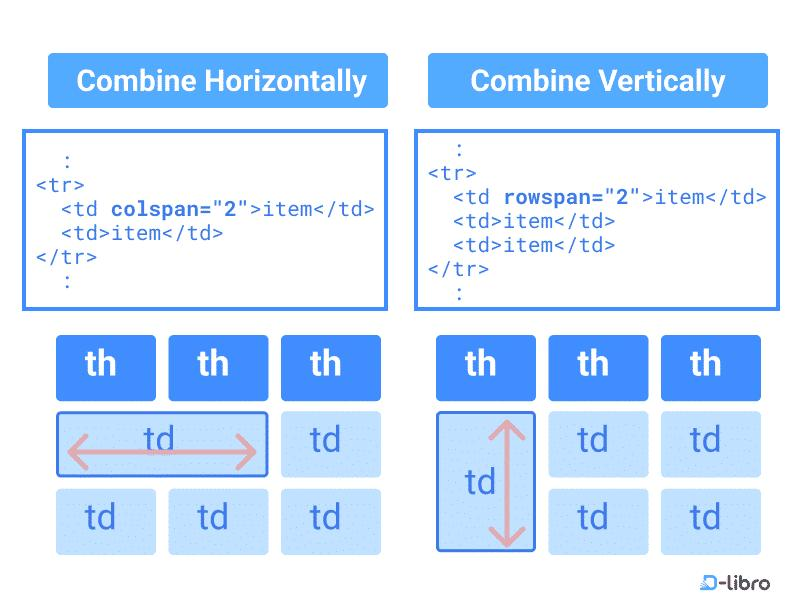 Combine Horizontally
:
<tr>
  <td colspan="2">item</td>
  <td>item</td>
</tr>
:
th th th
td td
td td td
Combine Vertically
:
<tr>
  <td rowspan="2">item</td>
  <td>item</td>
  <td>item</td>
</tr>
:
th th th
td td
td
td td
D-libro